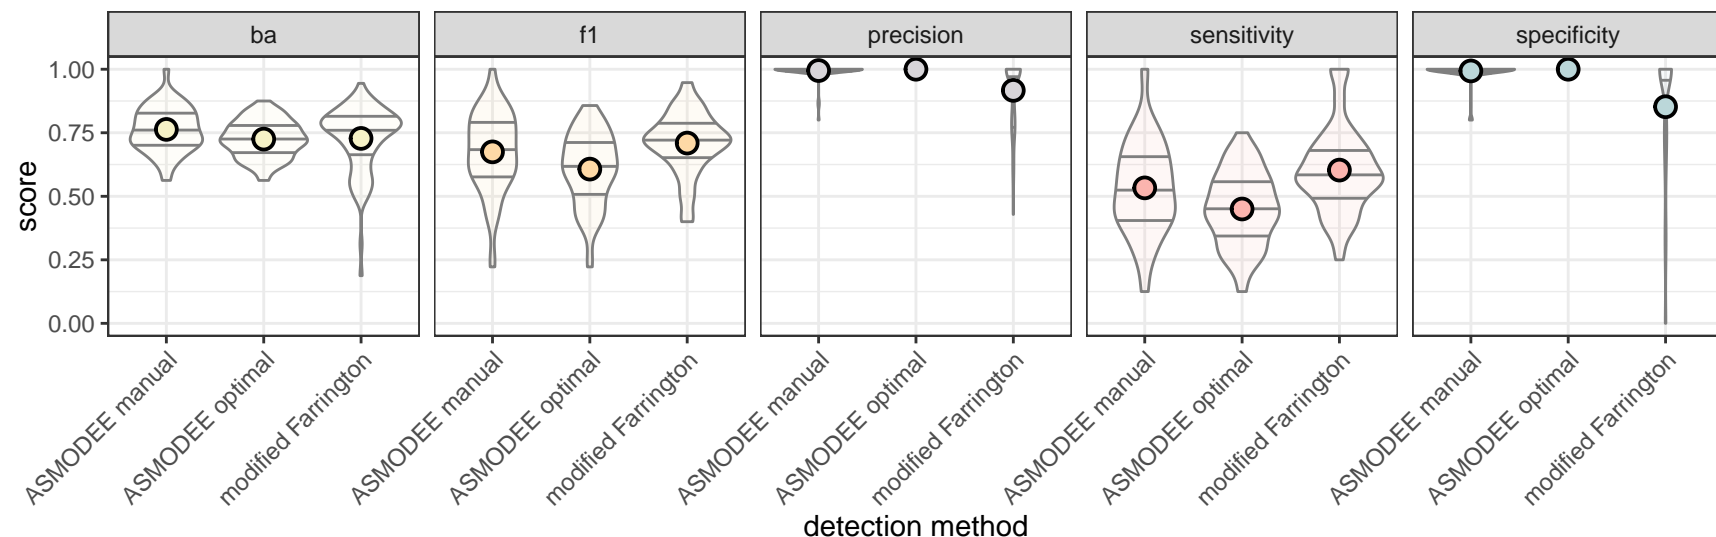 ba
f1
precision
sensitivity
specificity
score
1.00
0.75
0.50
0.25
0.00
ASMODEE manual
ASMODEE optimal
modified Farrington
ASMODEE manual
ASMODEE optimal
modified Farrington
ASMODEE manual
ASMODEE optimal
modified Farrington
ASMODEE manual
ASMODEE optimal
modified Farrington
ASMODEE manual
ASMODEE optimal
modified Farrington
detection method